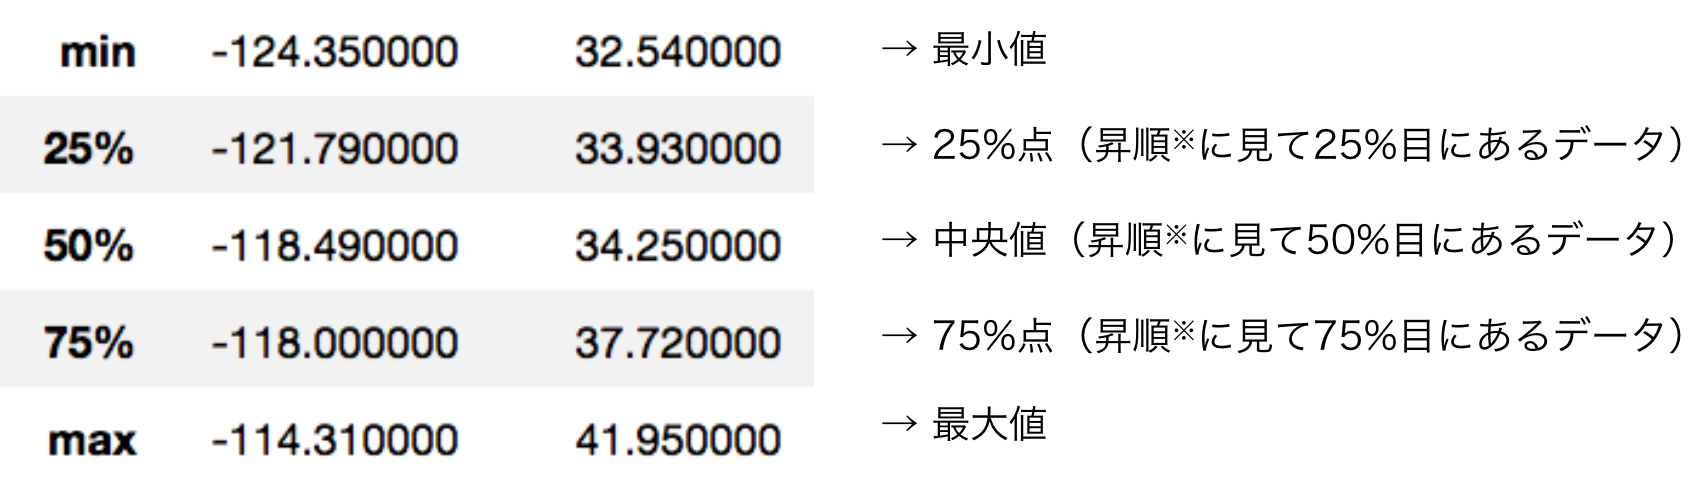 min -124.350000 32.540000 → 最小値
25% -121.790000 33.930000 → 25%点（昇順※に見て25%目にあるデータ）
50% -118.490000 34.250000 → 中央値（昇順※に見て50%目にあるデータ）
75% -118.000000 37.720000 → 75%点（昇順※に見て75%目にあるデータ）
max -114.310000 41.950000 → 最大値